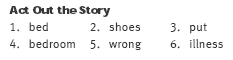 Act Out the Story
1. bed 2. shoes 3. put
4. bedroom 5. wrong 6. illness